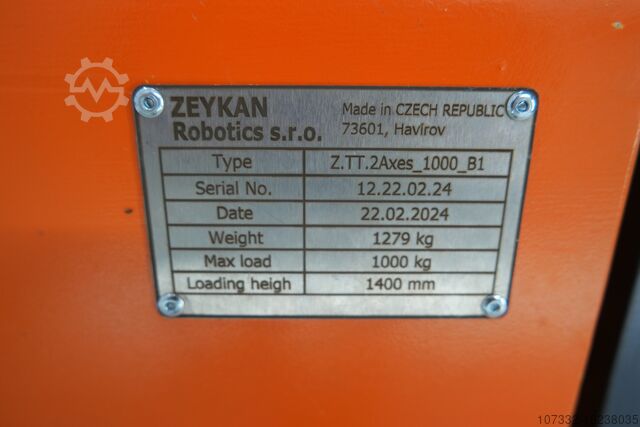 ZEYKAN
Robotics s.r.o.
Made in CZECH REPUBLIC
73601, Havírov
Type Z.TT.2Axes_1000_B1
Serial No. 12.22.02.24
Date 22.02.2024
Weight 1279 kg
Max load 1000 kg
Loading heigh 1400 mm